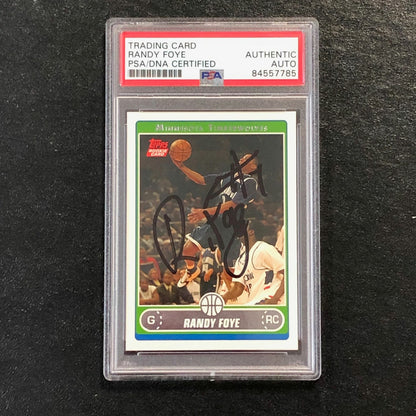 TRADING CARD
RANDY FOYE
PSA/DNA CERTIFIED
AUTHENTIC
AUTO
84557785
PSA
MINNESOTA TIMBERWOLVES
Topps
ROOKIE CARD
G
RC
RANDY FOYE